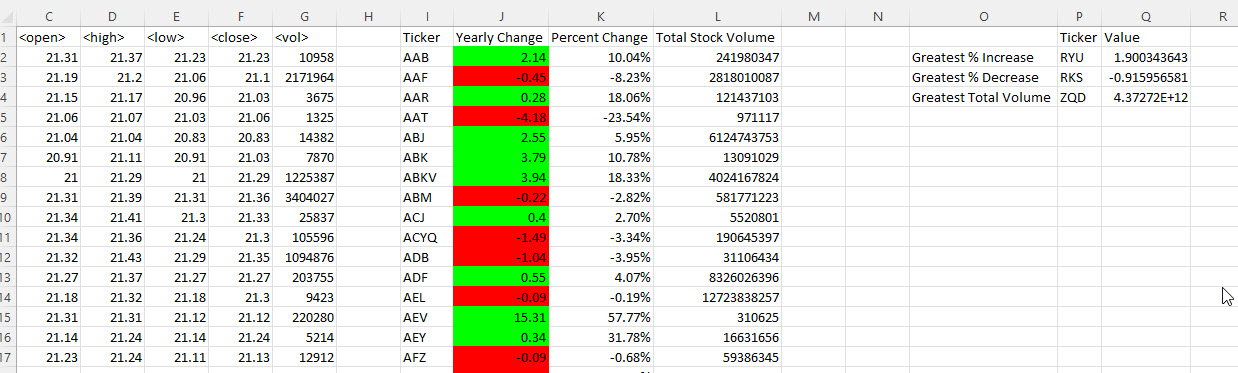 C D E F G H I J K L M N O P Q R
1 <open> <high> <low> <close> <vol> Ticker Yearly Change Percent Change Total Stock Volume Ticker Value
2 21.31 21.37 21.23 21.23 10958 AAB 2.14 10.04% 241980347 Greatest % Increase RYU 1.900343643
3 21.19 21.2 21.06 21.1 2171964 AAF -0.45 -8.23% 2818010087 Greatest % Decrease RKS -0.915956581
4 21.15 21.17 20.96 21.03 3675 AAR 0.28 18.06% 121437103 Greatest Total Volume ZQD 4.37272E+12
5 21.06 21.07 21.03 21.06 1325 AAT -4.18 -23.54% 971117
6 21.04 21.04 20.83 20.83 14382 ABJ 2.55 5.95% 6124743753
7 20.91 21.11 20.91 21.03 7870 ABK 3.79 10.78% 13091029
8 21 21.29 21 21.29 1225387 ABKV 3.94 18.33% 4024167824
9 21.31 21.39 21.31 21.36 3404027 ABM -0.22 -2.82% 581771223
10 21.34 21.41 21.3 21.33 25837 ACJ 0.4 2.70% 5520801
11 21.34 21.36 21.24 21.3 105596 ACYQ -1.49 -3.34% 190645397
12 21.32 21.43 21.29 21.35 1094876 ADB -1.04 -3.95% 31106434
13 21.27 21.37 21.27 21.27 203755 ADF 0.55 4.07% 8326026396
14 21.18 21.32 21.18 21.3 9423 AEL -0.09 -0.19% 12723838257
15 21.31 21.31 21.12 21.12 220280 AEV 15.31 57.77% 310625
16 21.14 21.24 21.14 21.24 5214 AEY 0.34 31.78% 16631656
17 21.23 21.24 21.11 21.13 12912 AFZ -0.09 -0.68% 59386345